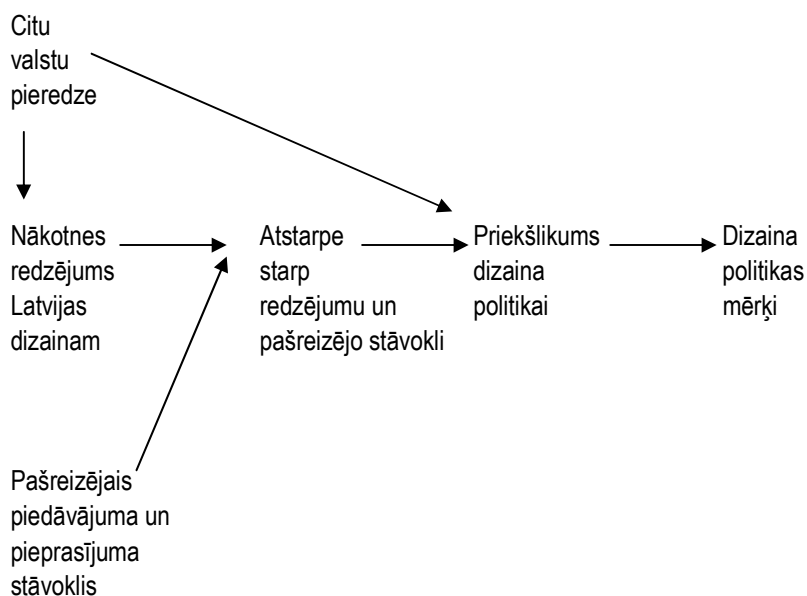 Citu
valstu
pieredze
Nākotnes
redzējums
Latvijas
dizainam
Atstarpe
starp
redzējumu un
pašreizējo stāvokli
Priekšlikums
dizaina
politikai
Dizaina
politikas
mērķi
Pašreizējais
piedāvājuma un
pieprasījuma
stāvoklis